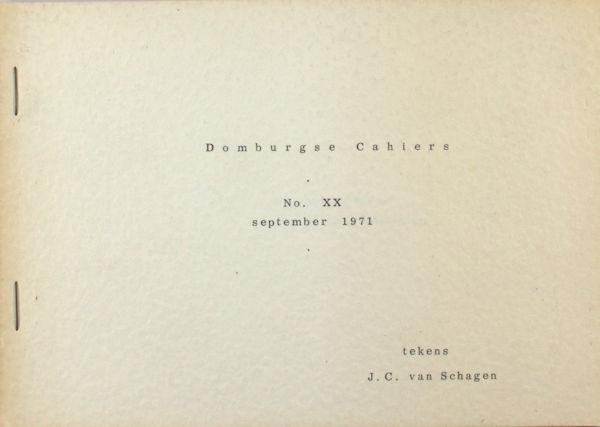 Domburgse Cahiers
.
No. XX
september 1971
.
tekens
J.C. van Schagen